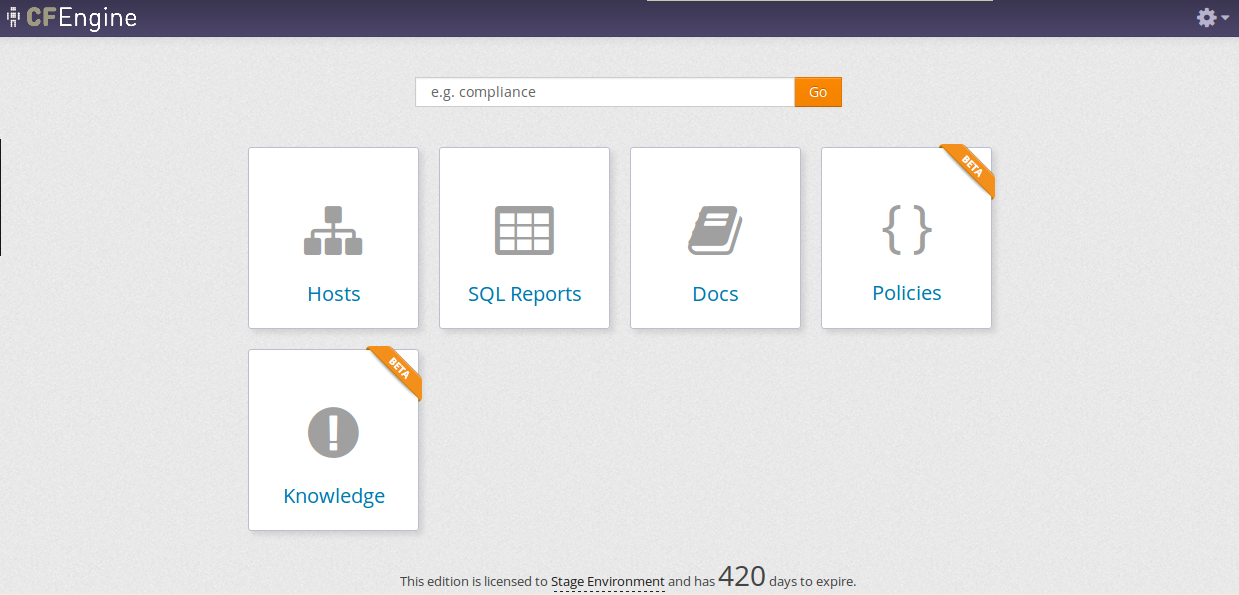 CFEngine
e.g. compliance
Go
Hosts
SQL Reports
Docs
BETA
Policies
BETA
Knowledge
This edition is licensed to Stage Environment and has 420 days to expire.